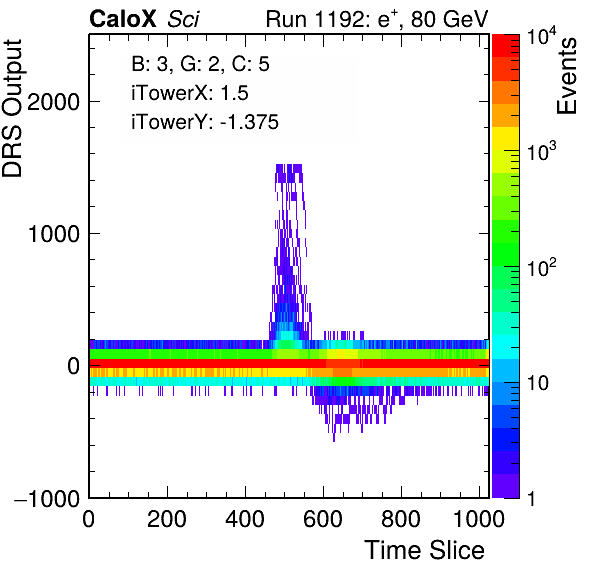 CaloX Sci Run 1192: e⁺, 80 GeV
B: 3, G: 2, C: 5
iTowerX: 1.5
iTowerY: -1.375
DRS Output
2000
1000
0
−1000
0 200 400 600 800 1000
Time Slice
Events
10⁴
10³
10²
10
1